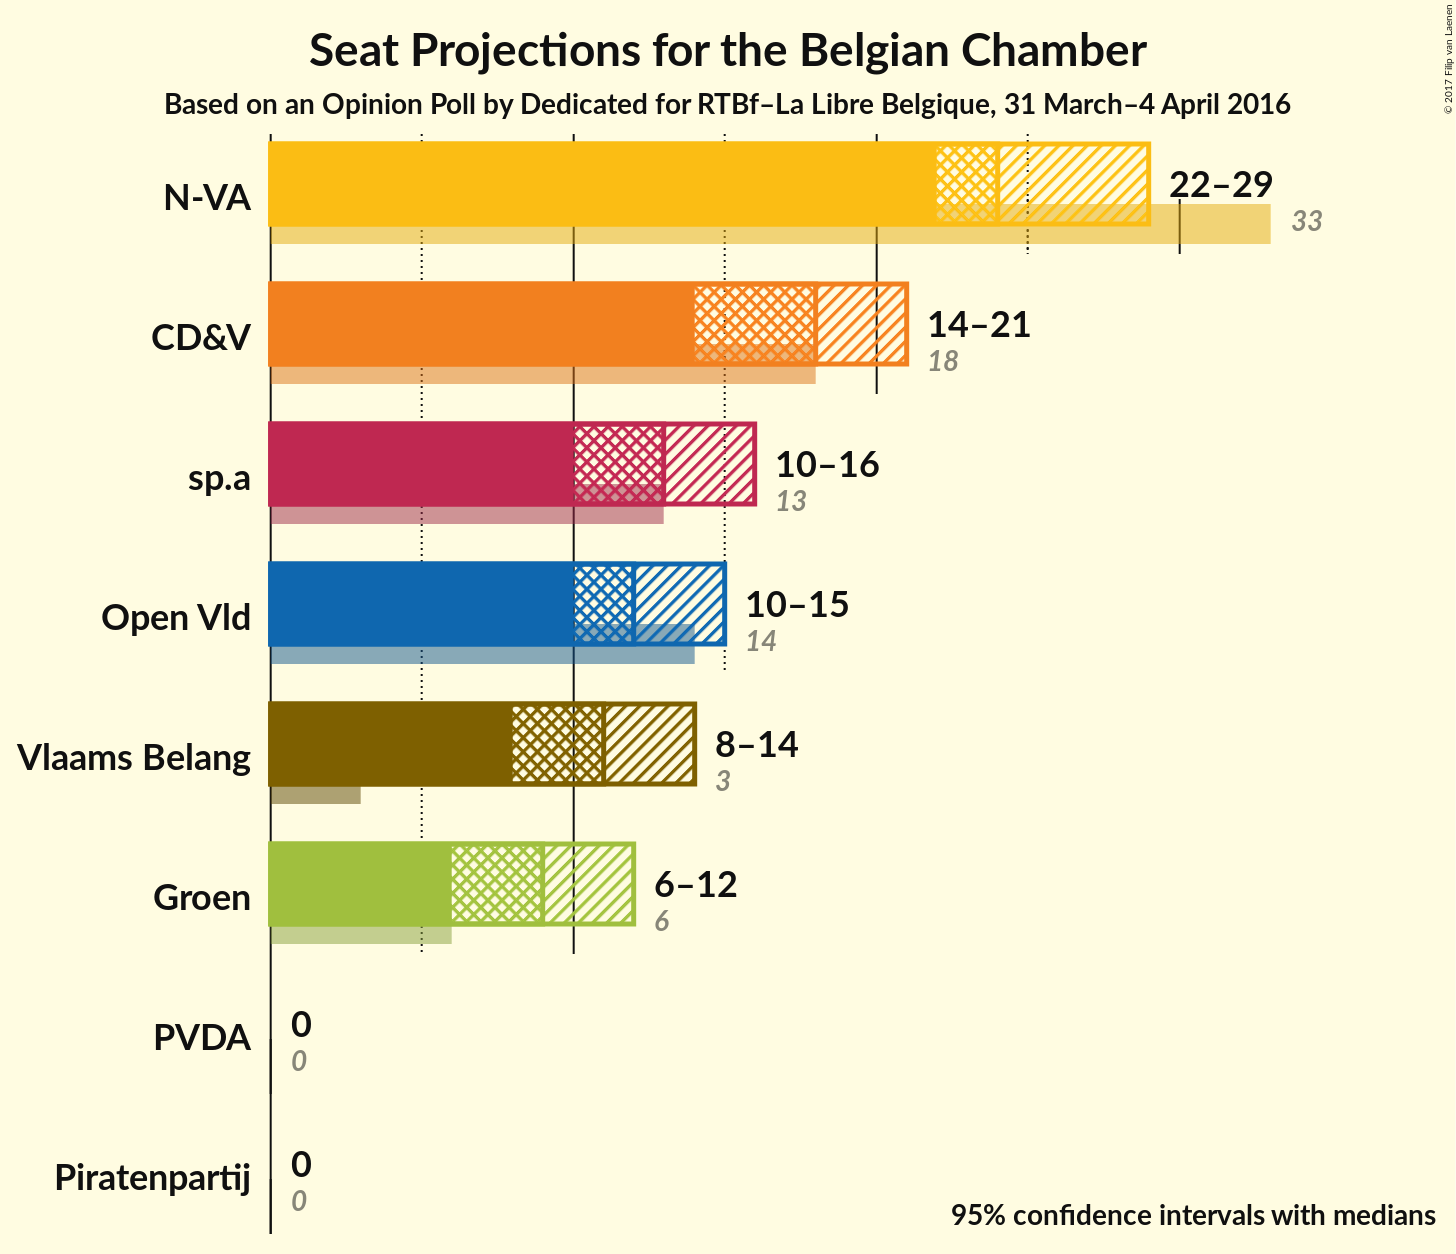 Seat Projections for the Belgian Chamber
Based on an Opinion Poll by Dedicated for RTBf–La Libre Belgique, 31 March–4 April 2016
© 2017 Filip van Laenen
N-VA
22–29
33
CD&V
14–21
18
sp.a
10–16
13
Open Vld
10–15
14
Vlaams Belang
8–14
3
Groen
6–12
6
PVDA
0
0
Piratenpartij
0
0
95% confidence intervals with medians